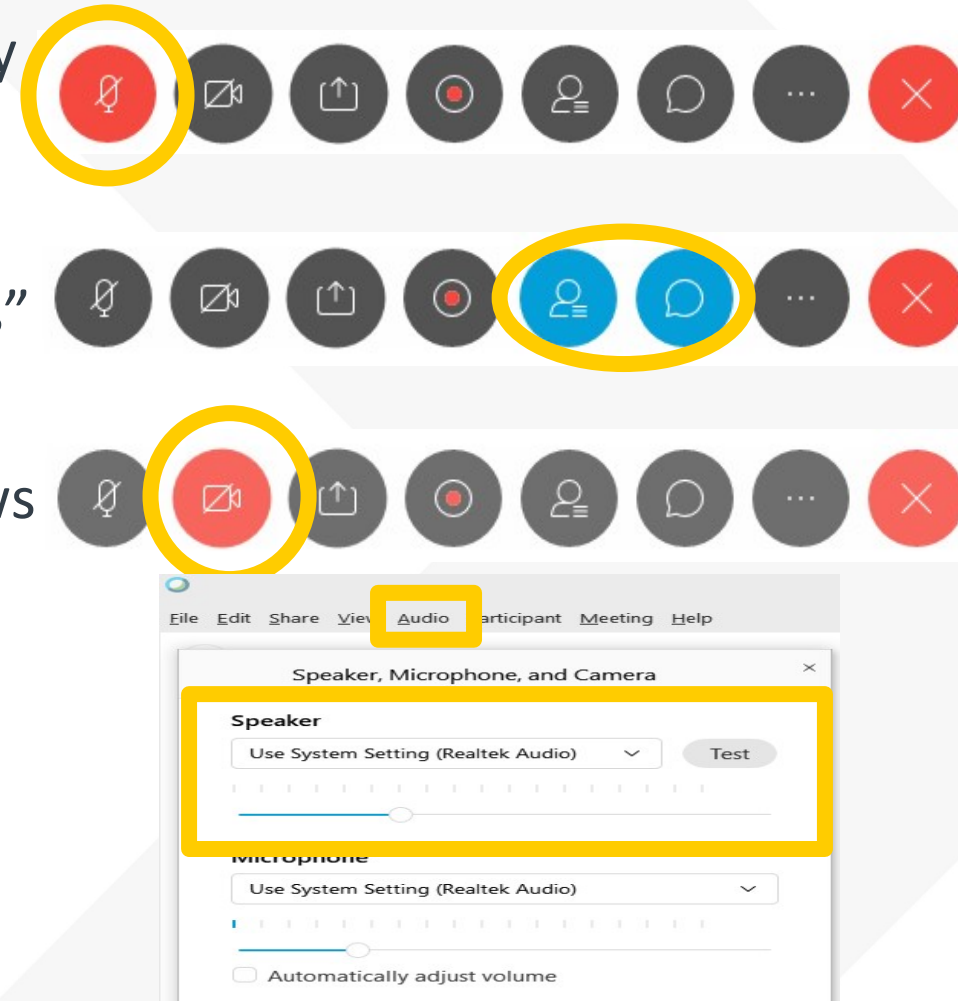 y
s”
ws
File Edit Share View Audio Participant Meeting Help
Speaker, Microphone, and Camera
Speaker
Use System Setting (Realtek Audio)
Test
Microphone
Use System Setting (Realtek Audio)
Automatically adjust volume